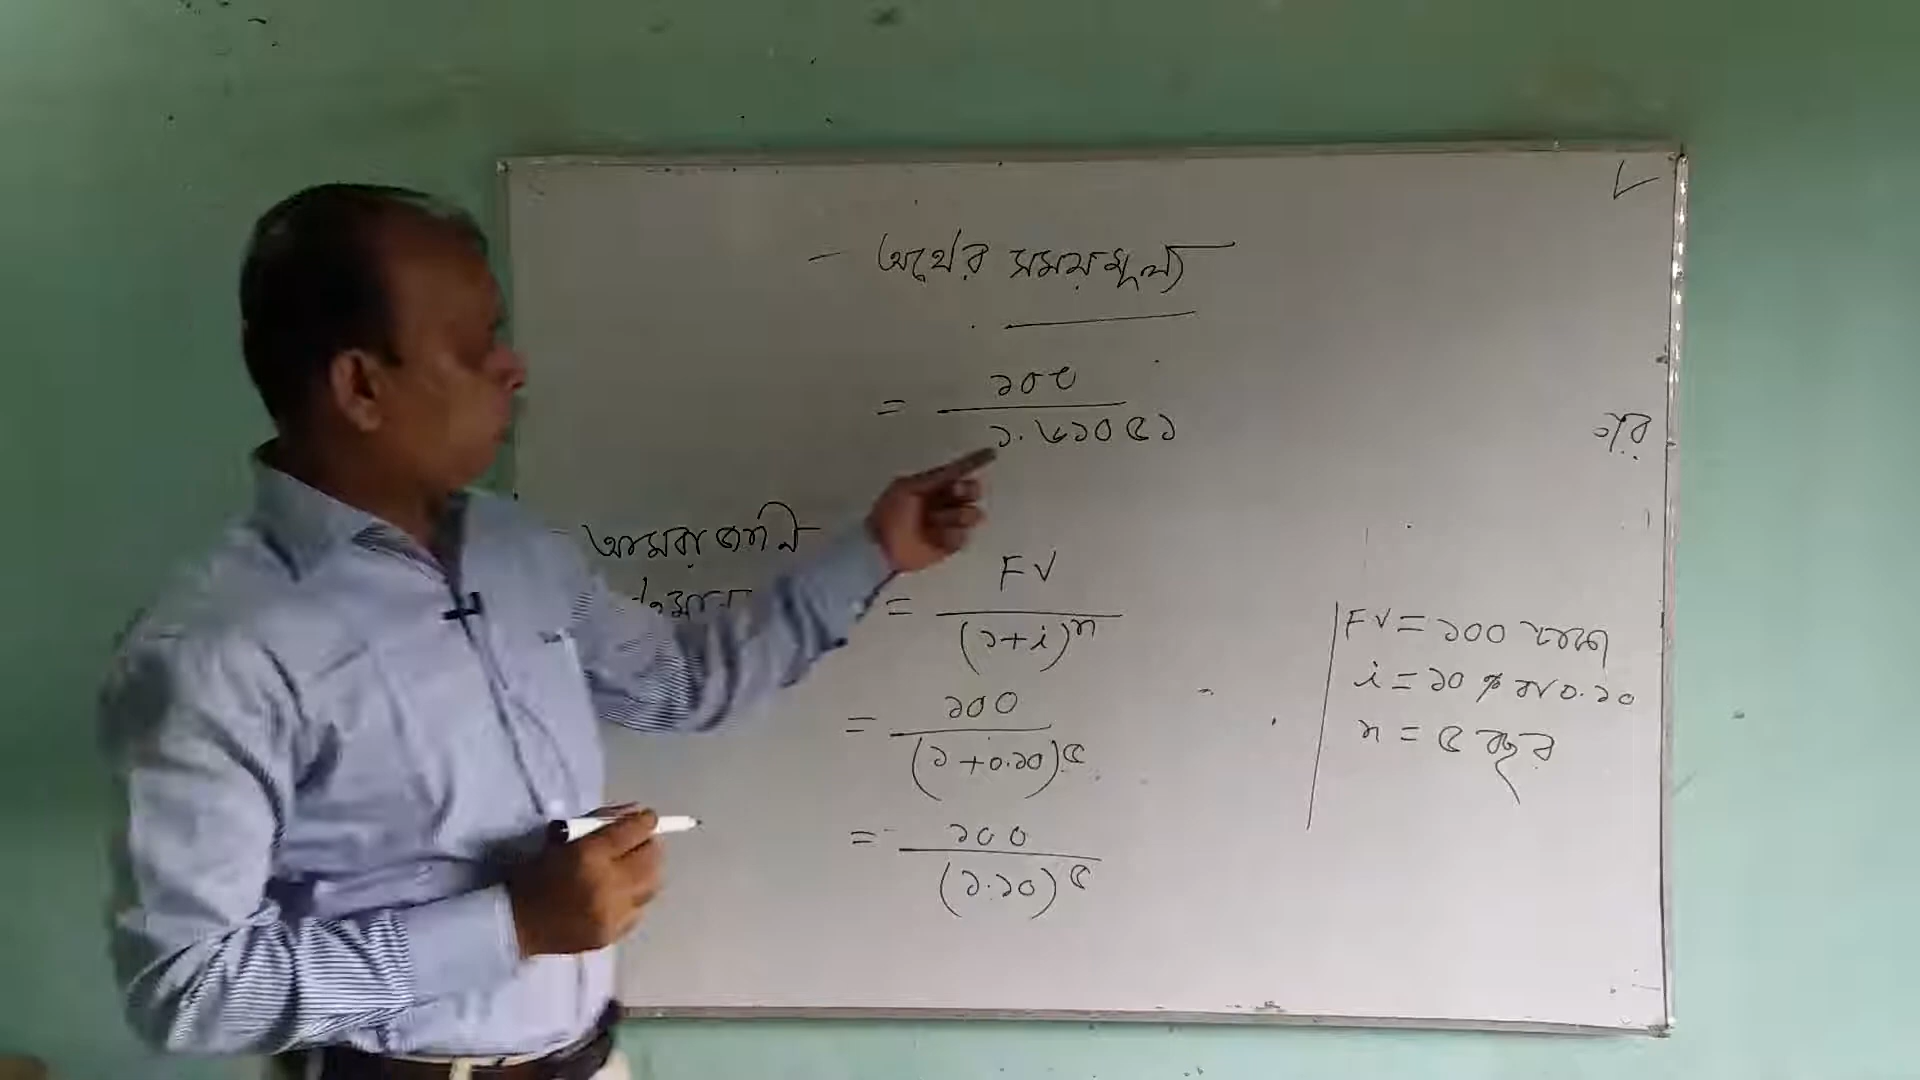 অর্থের সময়মূল্য
= ১০০ / ১.৬১০৫১
আমরা জানি
= FV / (১+i)^n
= ১০০ / (১+০.১০)^৫
= ১০০ / (১.১০)^৫
FV = ১০০ টাকা
i = ১০% বা ০.১০
n = ৫ বছর